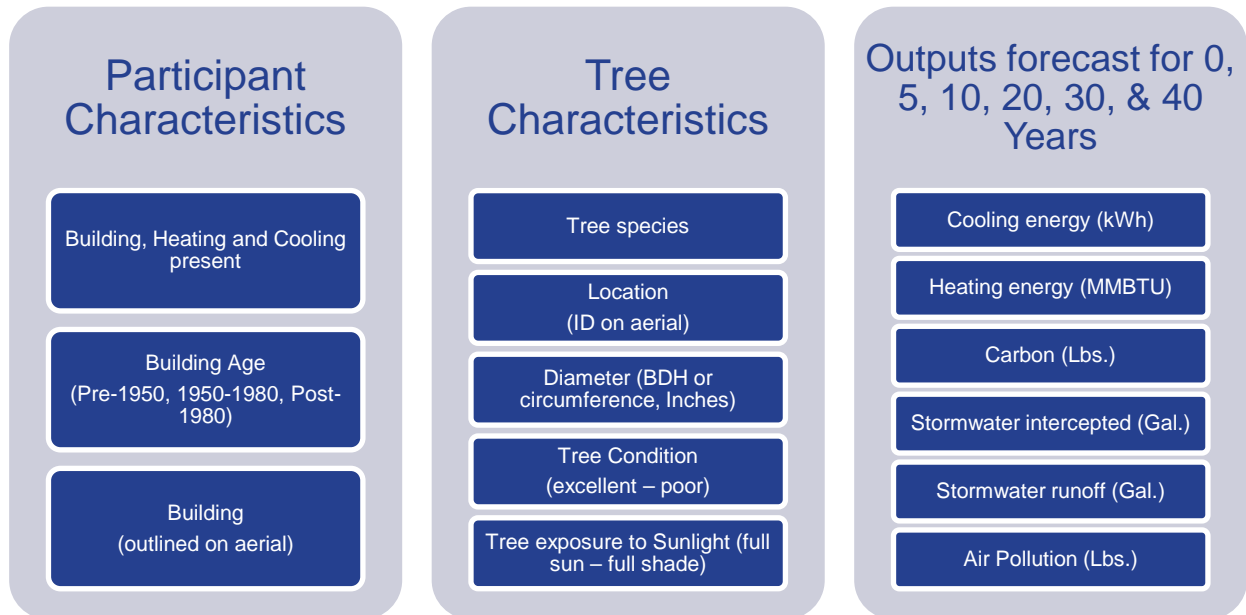 Participant
Characteristics
Building, Heating and Cooling
present
Building Age
(Pre-1950, 1950-1980, Post-
1980)
Building
(outlined on aerial)
Tree
Characteristics
Tree species
Location
(ID on aerial)
Diameter (BDH or
circumference, Inches)
Tree Condition
(excellent – poor)
Tree exposure to Sunlight (full
sun – full shade)
Outputs forecast for 0,
5, 10, 20, 30, & 40
Years
Cooling energy (kWh)
Heating energy (MMBTU)
Carbon (Lbs.)
Stormwater intercepted (Gal.)
Stormwater runoff (Gal.)
Air Pollution (Lbs.)